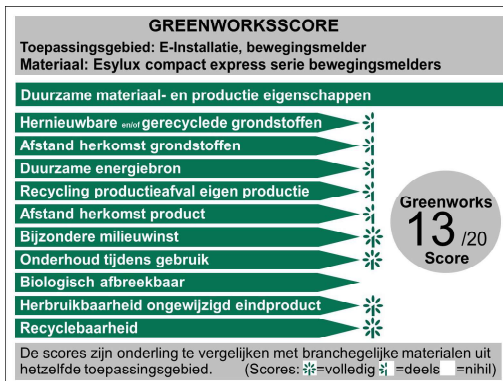 GREENWORKSSCORE
Toepassingsgebied: E-Installatie, bewegingsmelder
Materiaal: Esylux compact express serie bewegingsmelders
Duurzame materiaal- en productie eigenschappen
Hernieuwbare en/of gerecyclede grondstoffen
Afstand herkomst grondstoffen
Duurzame energiebron
Recycling productieafval eigen productie
Afstand herkomst product
Bijzondere milieuwinst
Onderhoud tijdens gebruik
Biologisch afbreekbaar
Herbruikbaarheid ongewijzigd eindproduct
Recyclebaarheid
Greenworks
13 /20
Score
De scores zijn onderling te vergelijken met branchegelijke materialen uit
hetzelfde toepassingsgebied. (Scores: =volledig =deels =nihil)